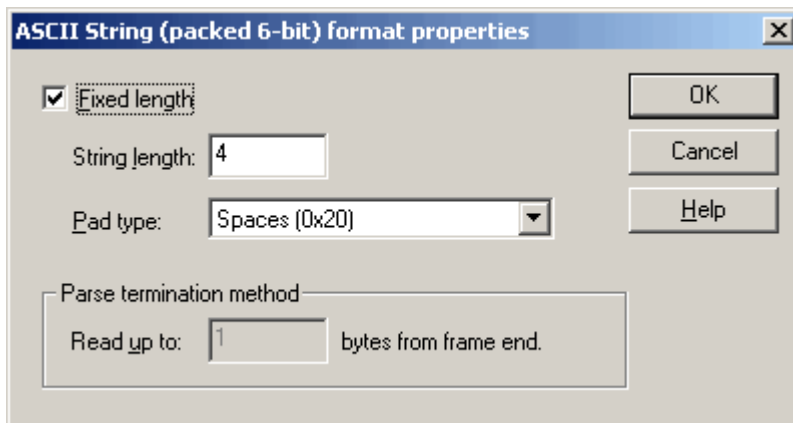 ASCII String (packed 6-bit) format properties
Fixed length
OK
String length: 4
Cancel
Pad type: Spaces (0x20)
Help
Parse termination method
Read up to: 1 bytes from frame end.